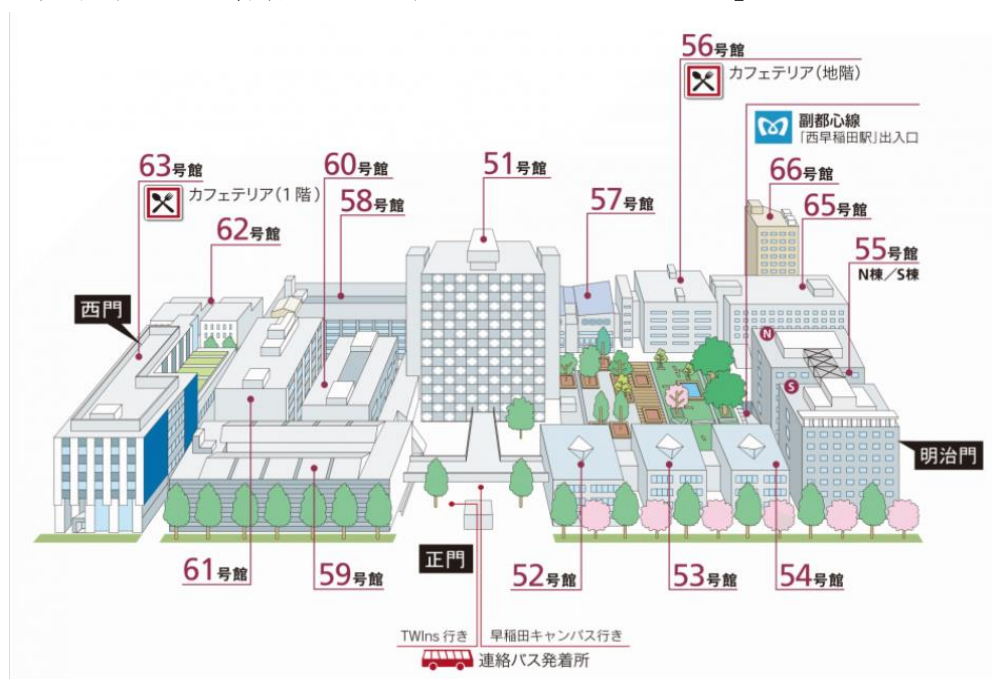 56号館
カフェテリア(地階)
副都心線
「西早稲田駅」出入口
63号館
カフェテリア(1階)
60号館
51号館
66号館
58号館
57号館
65号館
62号館
55号館
N棟/S棟
西門
N
S
明治門
正門
61号館
59号館
52号館
53号館
54号館
TWIns 行き
早稲田キャンパス行き
連絡バス発着所